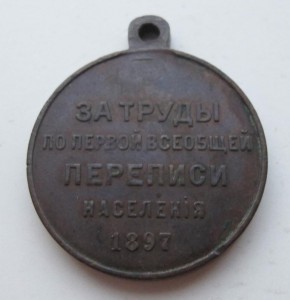 ЗА ТРУДЫ
ПО ПЕРВОЙ ВСЕОБЩЕЙ
ПЕРЕПИСИ
НАСЕЛЕНІЯ
1897